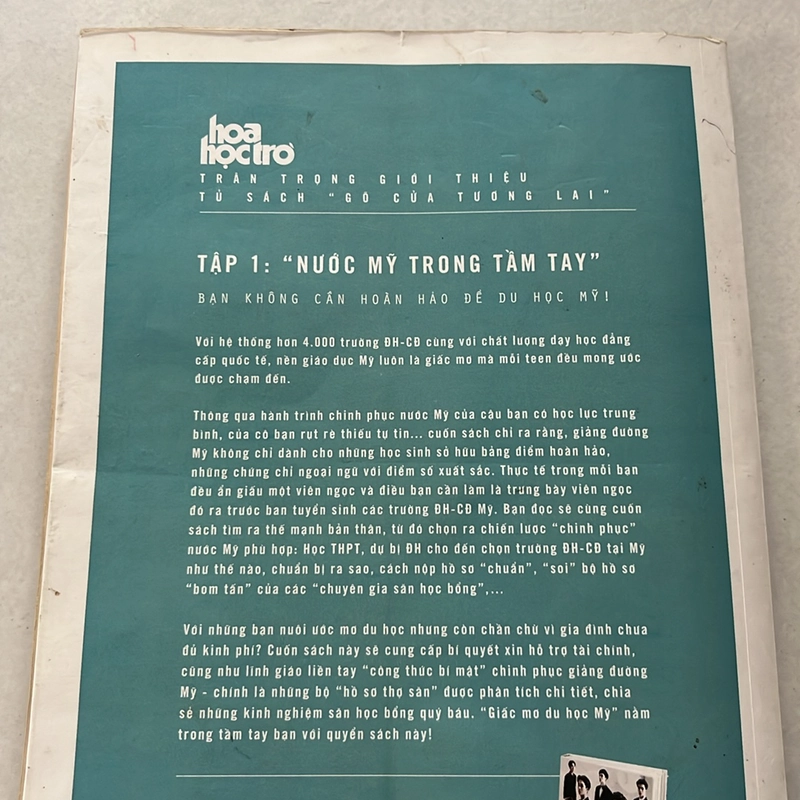 hoa
học trò
TRÂN TRỌNG GIỚI THIỆU
TỦ SÁCH "GÕ CỬA TƯƠNG LAI"
TẬP 1: "NƯỚC MỸ TRONG TẦM TAY"
BẠN KHÔNG CẦN HOÀN HẢO ĐỂ DU HỌC MỸ!
Với hệ thống hơn 4.000 trường ĐH-CĐ cùng với chất lượng dạy học đẳng
cấp quốc tế, nền giáo dục Mỹ luôn là giấc mơ mà mỗi teen đều mong ước
được chạm đến.
Thông qua hành trình chinh phục nước Mỹ của cậu bạn có học lực trung
bình, của cô bạn rụt rè thiếu tự tin... cuốn sách chỉ ra rằng, giảng đường
Mỹ không chỉ dành cho những học sinh sở hữu bảng điểm hoàn hảo,
những chứng chỉ ngoại ngữ với điểm số xuất sắc. Thực tế trong mỗi bạn
đều ẩn giấu một viên ngọc và điều bạn cần làm là trưng bày viên ngọc
đó ra trước ban tuyển sinh các trường ĐH-CĐ Mỹ. Bạn đọc sẽ cùng cuốn
sách tìm ra thế mạnh bản thân, từ đó chọn ra chiến lược "chinh phục"
nước Mỹ phù hợp: Học THPT, dự bị ĐH cho đến chọn trường ĐH-CĐ tại Mỹ
như thế nào, chuẩn bị ra sao, cách nộp hồ sơ "chuẩn", "soi" bộ hồ sơ
"bom tấn" của các "chuyên gia săn học bổng",...
Với những bạn nuôi ước mơ du học nhưng còn chần chừ vì gia đình chưa
đủ kinh phí? Cuốn sách này sẽ cung cấp bí quyết xin hỗ trợ tài chính,
cũng như lĩnh giáo liền tay "công thức bí mật" chinh phục giảng đường
Mỹ - chính là những bộ "hồ sơ thợ săn" được phân tích chi tiết, chia
sẻ những kinh nghiệm săn học bổng quý báu. "Giấc mơ du học Mỹ" nằm
trong tầm tay bạn với quyển sách này!